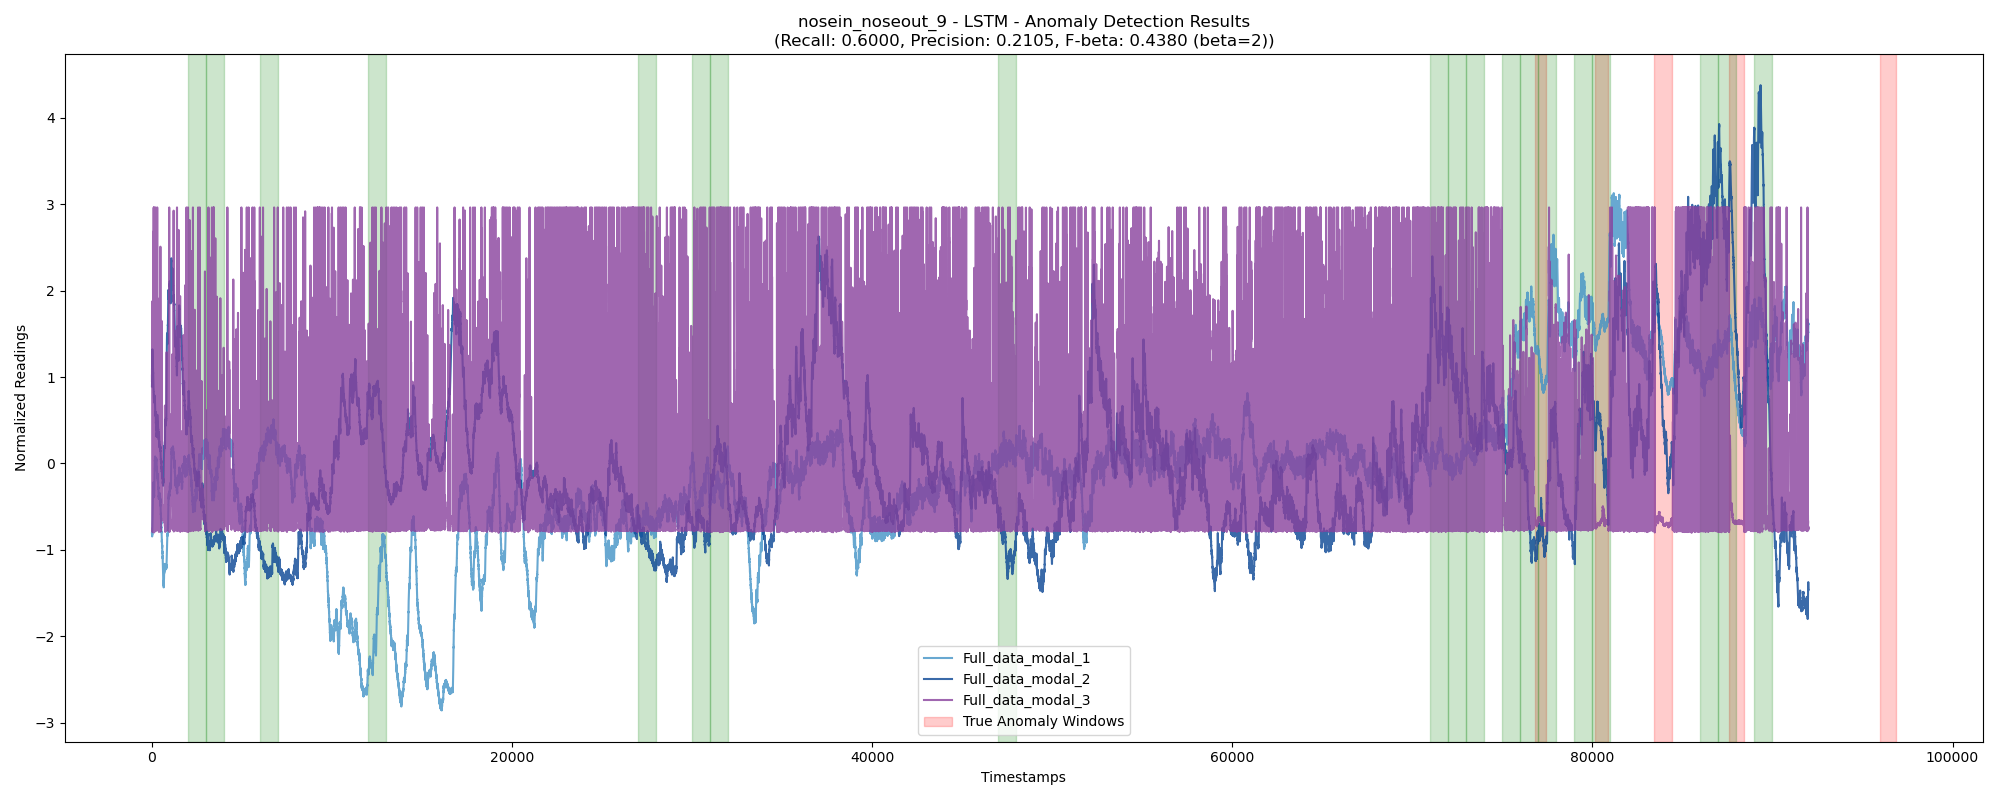 nosein_noseout_9 - LSTM - Anomaly Detection Results
(Recall: 0.6000, Precision: 0.2105, F-beta: 0.4380 (beta=2))
Normalized Readings
4
3
2
1
0
−1
−2
−3
Full_data_modal_1
Full_data_modal_2
Full_data_modal_3
True Anomaly Windows
0
20000
40000
60000
80000
100000
Timestamps